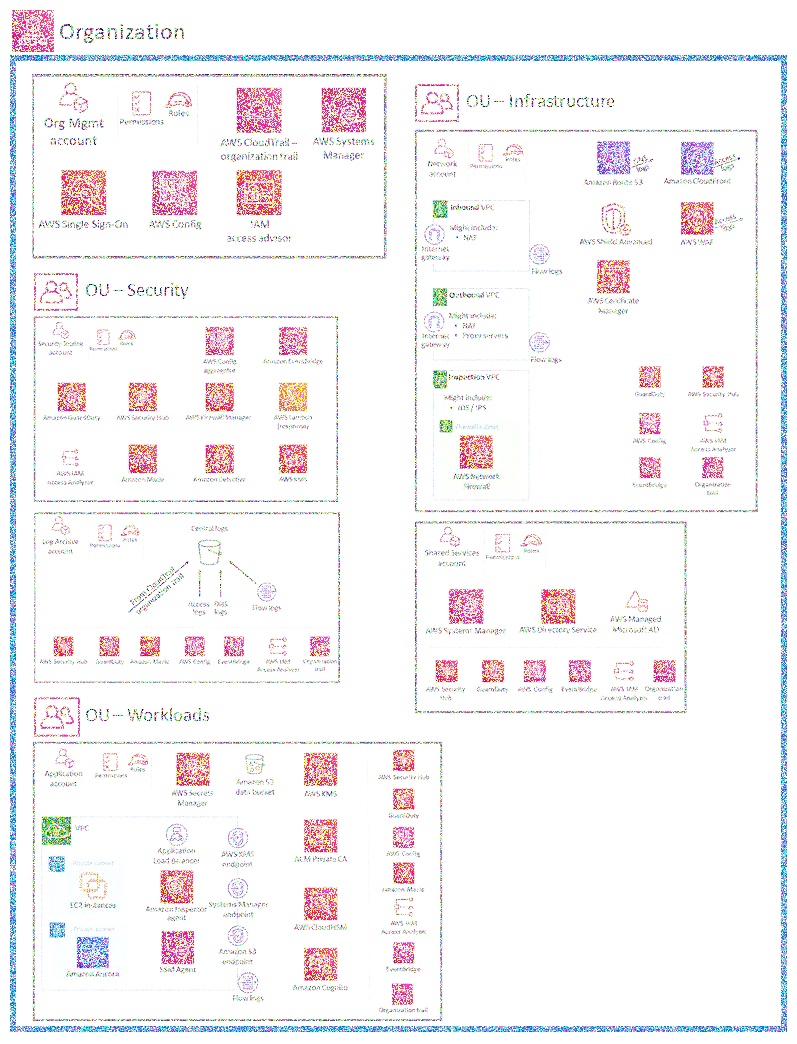 Organization
Org Mgmt
account
Permissions
Roles
AWS CloudTrail –
organization trail
AWS Systems
Manager
AWS Single Sign-On
AWS Config
IAM
access advisor
OU – Security
Security Tooling
account
Permissions
Roles
AWS Config
aggregator
Amazon EventBridge
Amazon GuardDuty
AWS Security Hub
AWS Firewall Manager
AWS Lambda
AWS IAM
Access Analyzer
Amazon Macie
Amazon Detective
AWS KMS
Log Archive
account
Permissions
Roles
Central logs
From CloudTrail
organization trail
Access
logs
DNS
logs
Flow logs
AWS Security Hub
GuardDuty
Amazon Macie
AWS Config
EventBridge
AWS IAM
Access Analyzer
Organization
trail
OU – Workloads
Application
account
Permissions
Roles
AWS Secrets
Manager
Amazon S3
data bucket
AWS KMS
AWS Security Hub
GuardDuty
VPC
Application
Load Balancer
AWS KMS
endpoint
ACM Private CA
AWS Config
Private subnet
EC2 instances
Amazon Inspector
agent
Systems Manager
endpoint
Amazon Macie
AWS CloudHSM
AWS IAM
Access Analyzer
Private subnet
Amazon Aurora
SSM Agent
Amazon S3
endpoint
Flow logs
Amazon Cognito
EventBridge
Organization trail
OU – Infrastructure
Network
account
Permissions
Roles
Amazon Route 53
DNS
logs
Amazon CloudFront
Access
logs
Inbound VPC
Might include:
• NAT
Internet
gateway
Flow logs
AWS Shield Advanced
AWS WAF
Access
logs
AWS Certificate
Manager
Outbound VPC
Might include:
• NAT
• Proxy servers
Internet
gateway
Flow logs
Inspection VPC
Might include:
• IDS / IPS
Firewall subnet
AWS Network
Firewall
GuardDuty
AWS Security Hub
AWS Config
AWS IAM
Access Analyzer
EventBridge
Organization
trail
Shared Services
account
Permissions
Roles
AWS Systems Manager
AWS Directory Service
AWS Managed
Microsoft AD
AWS Security
Hub
GuardDuty
AWS Config
EventBridge
AWS IAM
Access Analyzer
Organization
trail